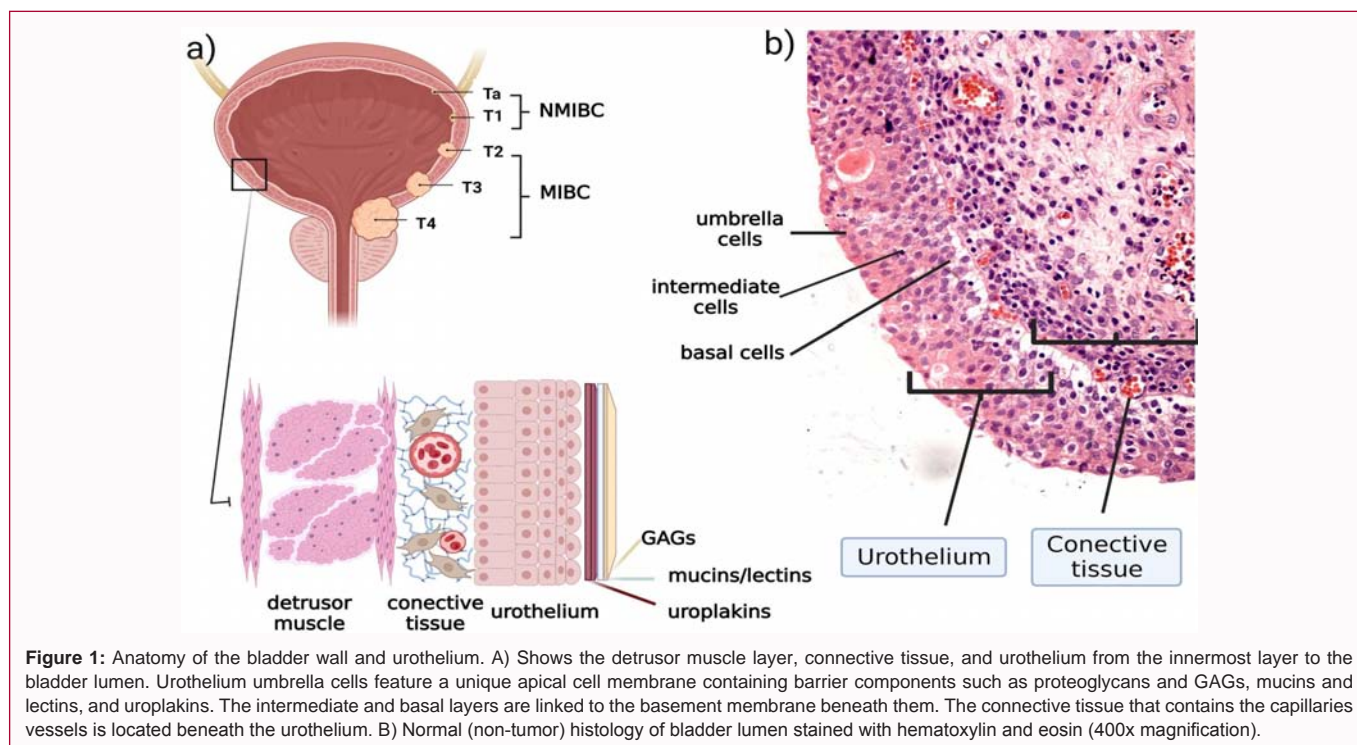 a)
Ta
T1
NMIBC
T2
T3
MIBC
T4
GAGs
mucins/lectins
uroplakins
detrusor
muscle
conective
tissue
urothelium
b)
umbrella
cells
intermediate
cells
basal cells
Urothelium
Conective
tissue
Figure 1: Anatomy of the bladder wall and urothelium. A) Shows the detrusor muscle layer, connective tissue, and urothelium from the innermost layer to the
bladder lumen. Urothelium umbrella cells feature a unique apical cell membrane containing barrier components such as proteoglycans and GAGs, mucins and
lectins, and uroplakins. The intermediate and basal layers are linked to the basement membrane beneath them. The connective tissue that contains the capillaries
vessels is located beneath the urothelium. B) Normal (non-tumor) histology of bladder lumen stained with hematoxylin and eosin (400x magnification).